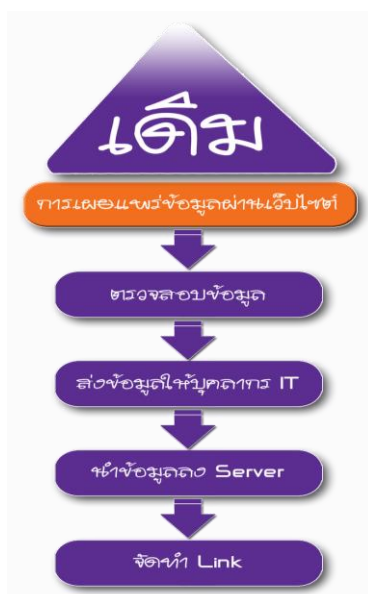 เดิม
การเผยแพร่ข้อมูลผ่านเว็บไซต์
ตรวจสอบข้อมูล
ส่งข้อมูลให้บุคลากร IT
นำข้อมูลลง Server
จัดทำ Link